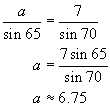 a/sin 65 = 7/sin 70
a = 7 sin 65/sin 70
a ≈ 6.75